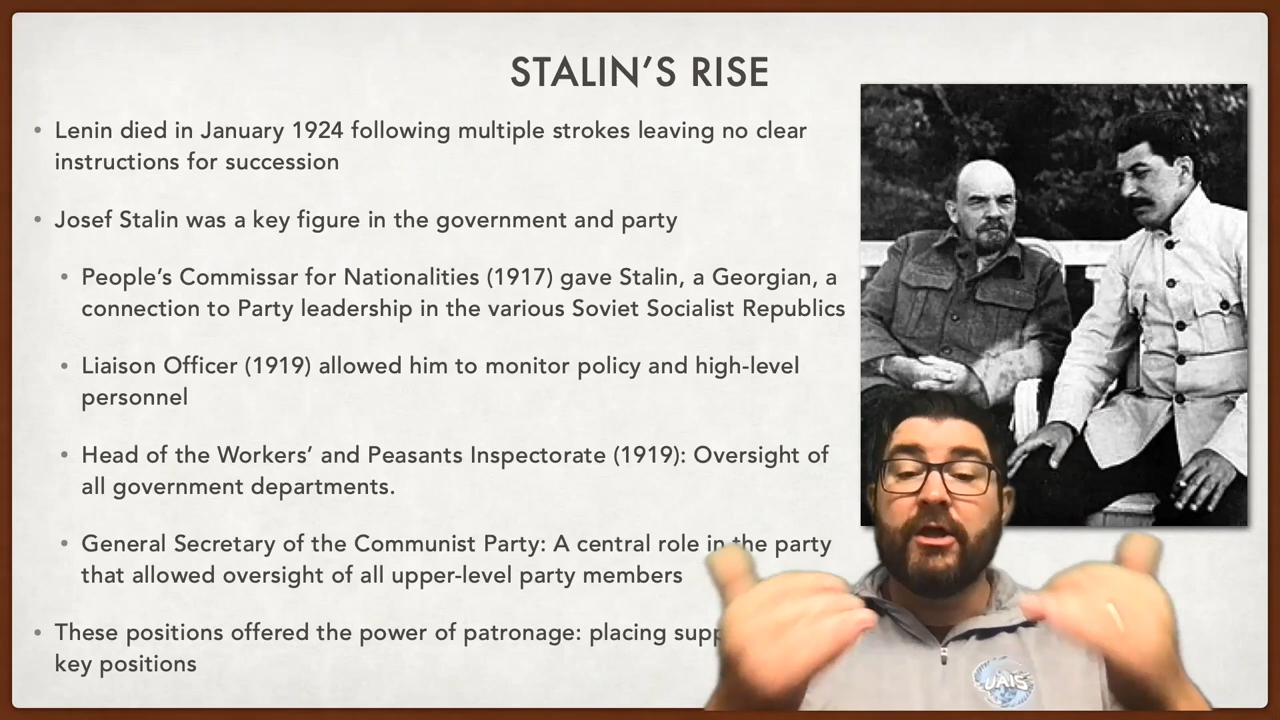 STALIN'S RISE
• Lenin died in January 1924 following multiple strokes leaving no clear
instructions for succession
• Josef Stalin was a key figure in the government and party
• People's Commissar for Nationalities (1917) gave Stalin, a Georgian, a
connection to Party leadership in the various Soviet Socialist Republics
• Liaison Officer (1919) allowed him to monitor policy and high-level
personnel
• Head of the Workers' and Peasants Inspectorate (1919): Oversight of
all government departments.
• General Secretary of the Communist Party: A central role in the party
that allowed oversight of all upper-level party members
• These positions offered the power of patronage: placing
key positions
UAIS